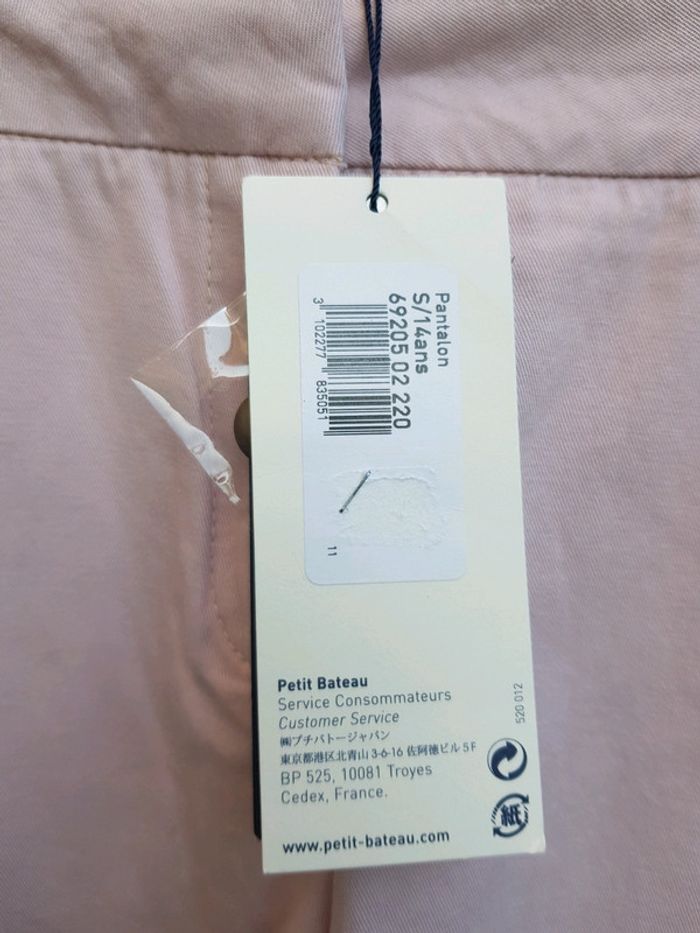 Pantalon
S/14ans
69205 02 220
3 102277 835051
11
Petit Bateau
Service Consommateurs
Customer Service
㈱プチバトージャパン
東京都港区北青山 3-6-16 佐阿徳ビル 5F
BP 525, 10081 Troyes
Cedex, France.
www.petit-bateau.com
520 012
紙